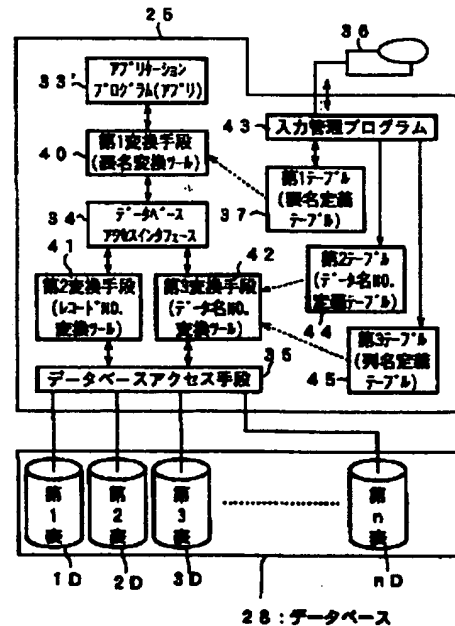 25
36
33'
アプリケーション
プログラム(アプリ)
43
入力管理プログラム
40
第1変換手段
(表名変換ツール)
第1テーブル
(表名定義
テーブル)
37
34
データベース
アクセスインタフェース
41
42
第2変換手段
(レコードNO.
変換ツール)
第3変換手段
(データ名NO.
変換ツール)
第2テーブル
(データ名NO.
定義テーブル)
44
第3テーブル
(列名定義
テーブル)
45
35
データベースアクセス手段
第1表
第2表
第3表
第n表
1D
2D
3D
nD
28:データベース